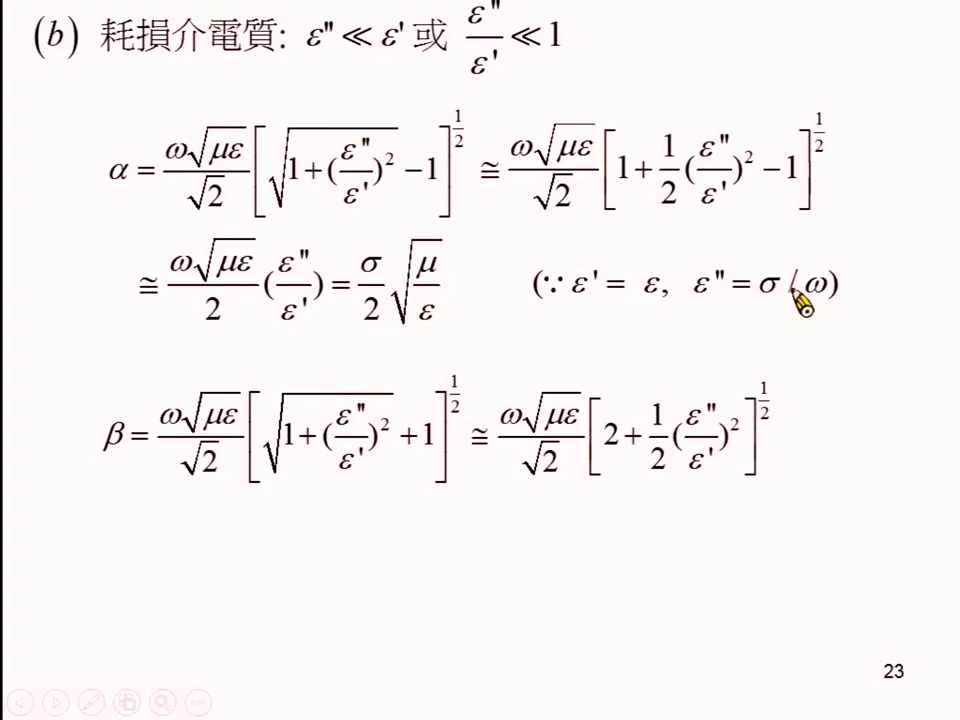 (b) 耗損介電質: ε'' ≪ ε' 或 ε''/ε' ≪ 1
α = ω√(με)/√2 [√(1+(ε''/ε')²) −1]^(1/2) ≅ ω√(με)/√2 [1+1/2(ε''/ε')² −1]^(1/2)
≅ ω√(με)/2 (ε''/ε') = σ/2 √(μ/ε) (∵ ε' = ε, ε'' = σ / ω)
β = ω√(με)/√2 [√(1+(ε''/ε')²) +1]^(1/2) ≅ ω√(με)/√2 [2+1/2(ε''/ε')²]^(1/2)
23